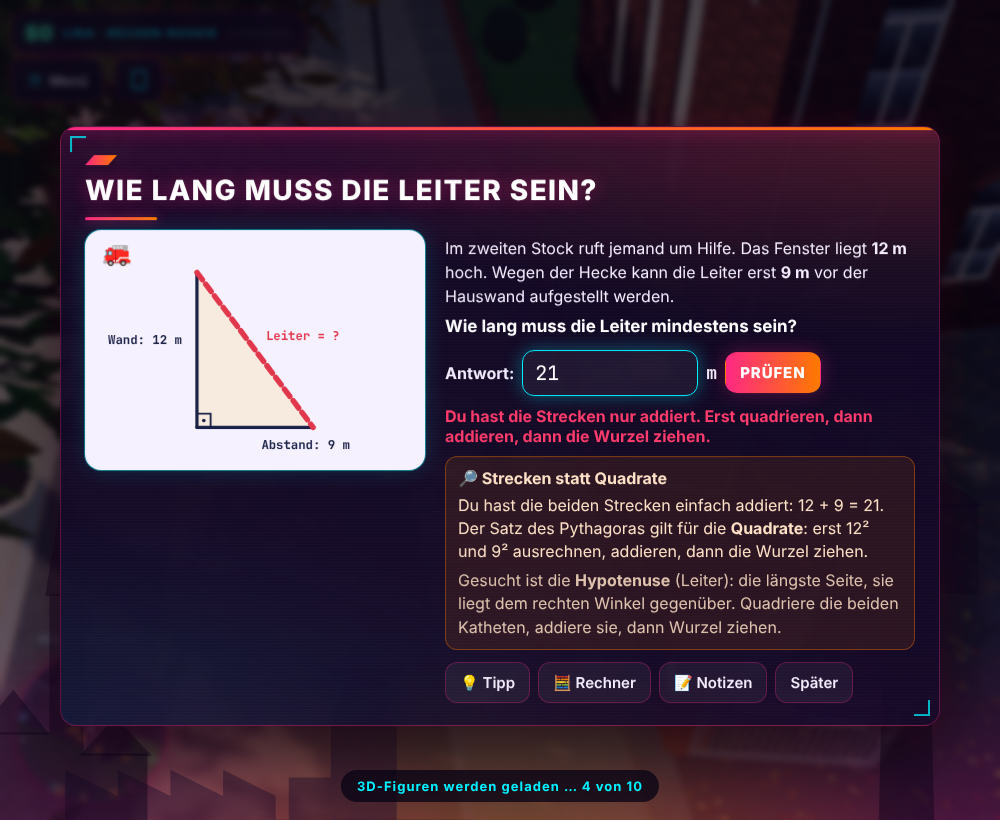 Menü
WIE LANG MUSS DIE LEITER SEIN?
Wand: 12 m
Leiter = ?
Abstand: 9 m
Im zweiten Stock ruft jemand um Hilfe. Das Fenster liegt 12 m
hoch. Wegen der Hecke kann die Leiter erst 9 m vor der
Hauswand aufgestellt werden.
Wie lang muss die Leiter mindestens sein?
Antwort: 21 m PRÜFEN
Du hast die Strecken nur addiert. Erst quadrieren, dann
addieren, dann die Wurzel ziehen.
🔎 Strecken statt Quadrate
Du hast die beiden Strecken einfach addiert: 12 + 9 = 21.
Der Satz des Pythagoras gilt für die Quadrate: erst 12²
und 9² ausrechnen, addieren, dann die Wurzel ziehen.
Gesucht ist die Hypotenuse (Leiter): die längste Seite, sie
liegt dem rechten Winkel gegenüber. Quadriere die beiden
Katheten, addiere sie, dann Wurzel ziehen.
💡 Tipp 🧮 Rechner 📝 Notizen Später
3D-Figuren werden geladen … 4 von 10